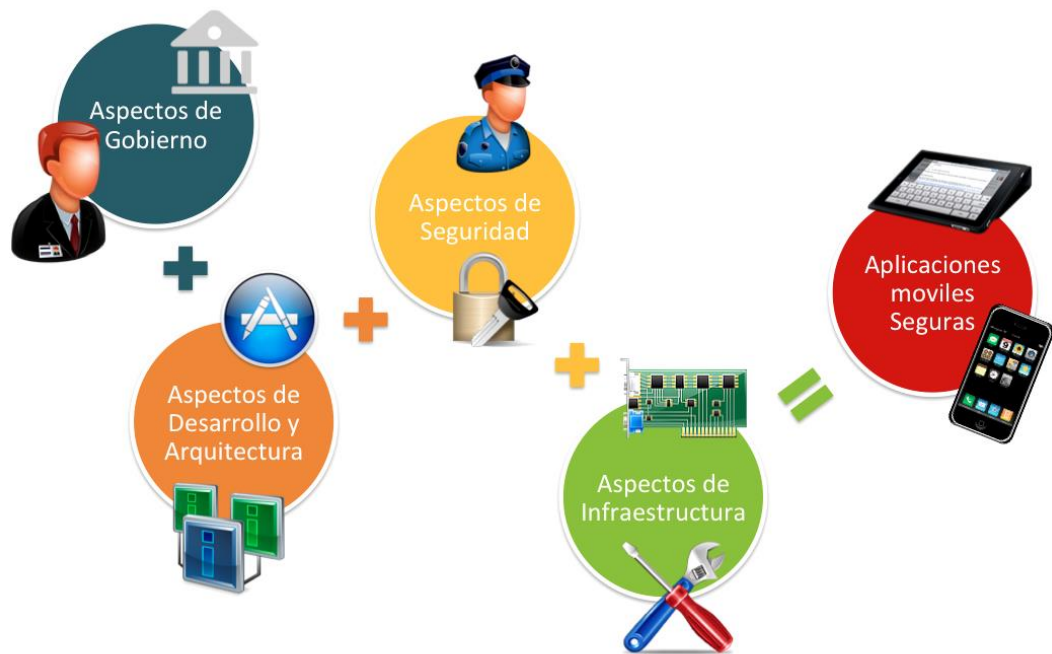 Aspectos de
Gobierno
Aspectos de
Desarrollo y
Arquitectura
Aspectos de
Seguridad
Aspectos de
Infraestructura
Aplicaciones
moviles
Seguras